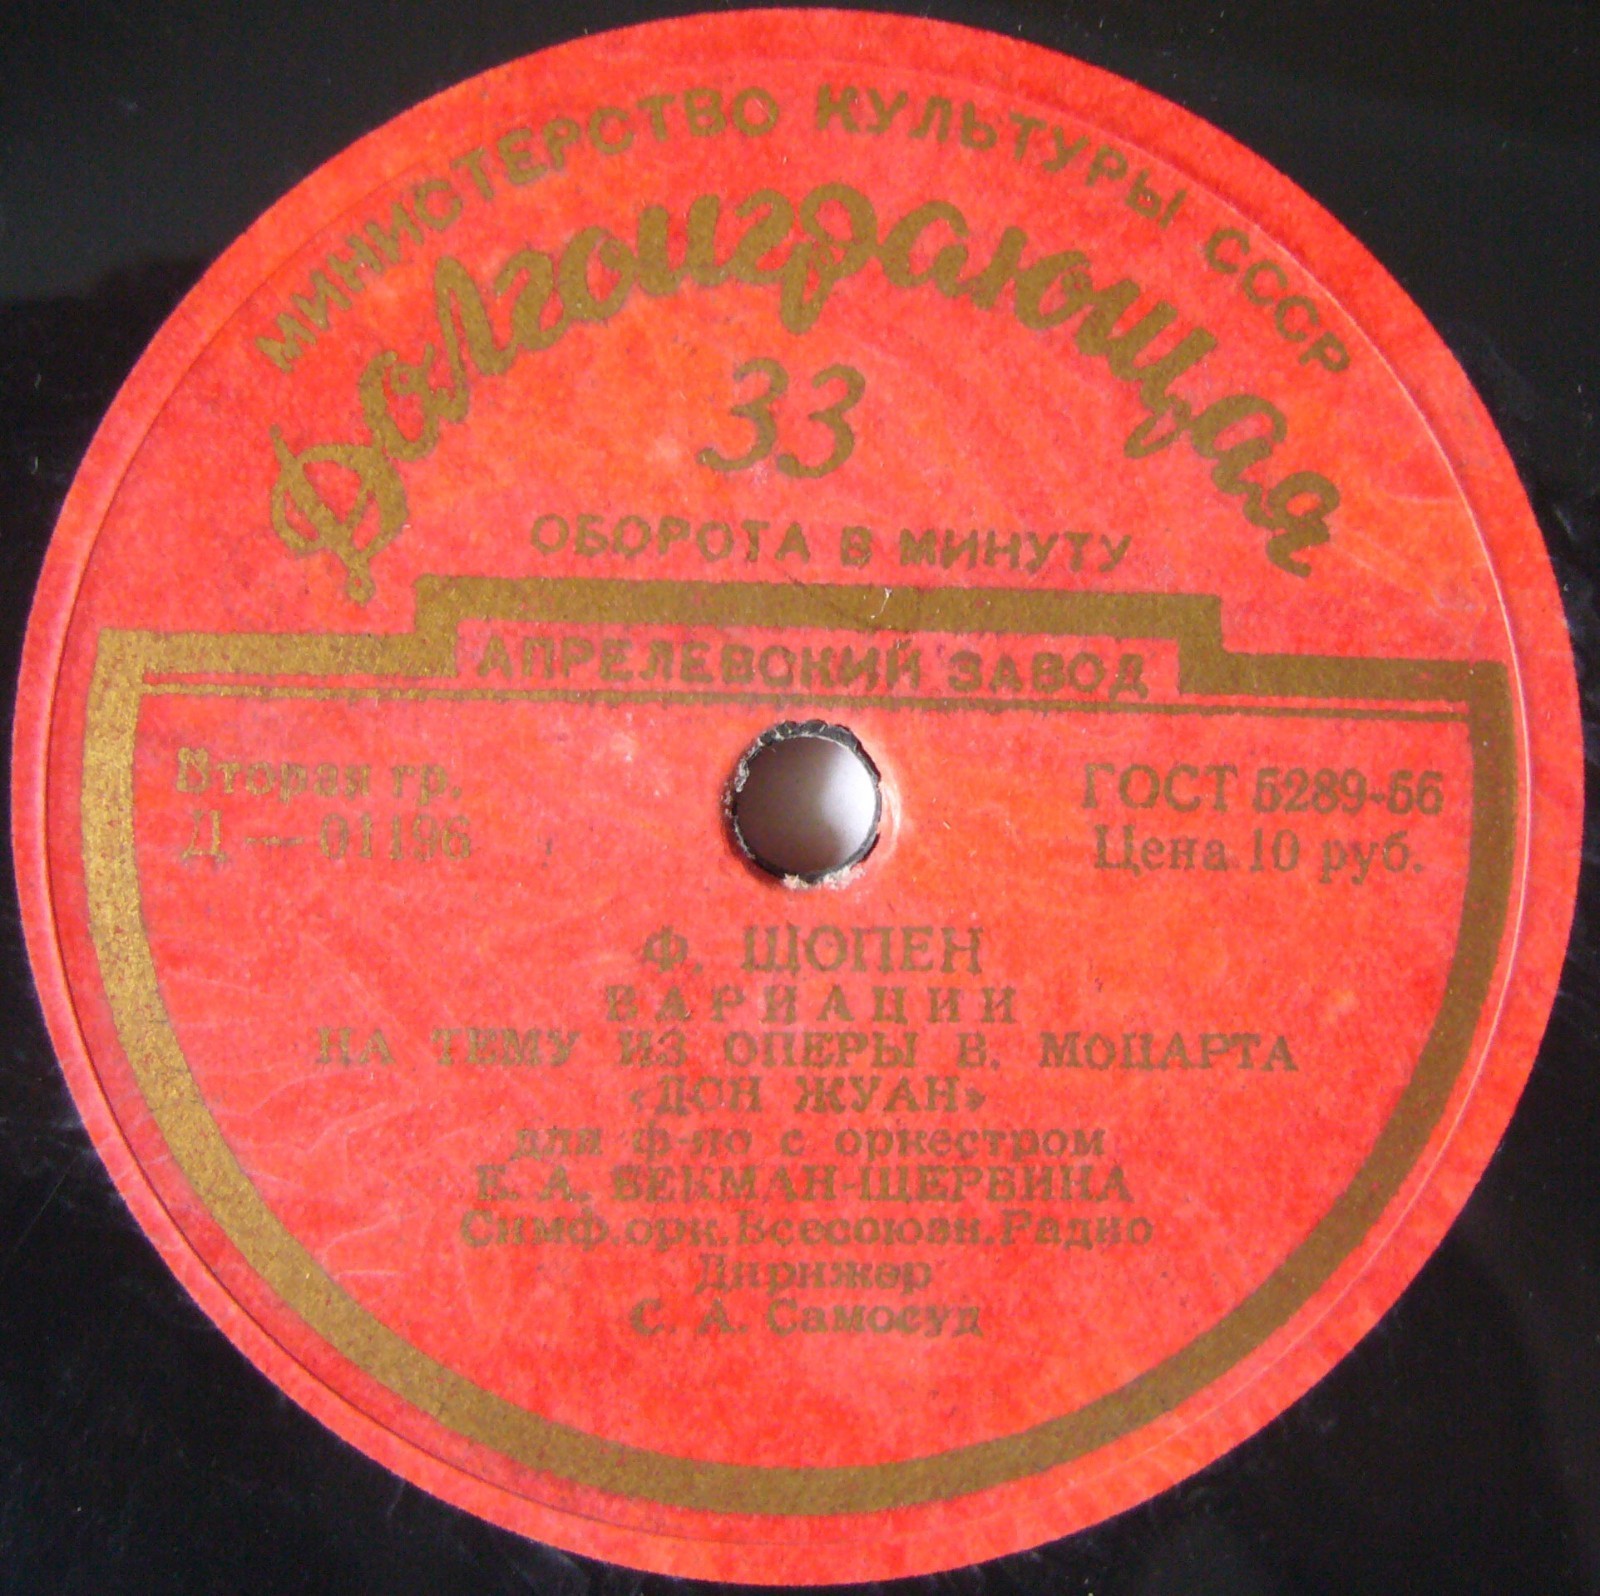 МИНИСТЕРСТВО КУЛЬТУРЫ СССР
Долгоиграющая
33
ОБОРОТА В МИНУТУ
АПРЕЛЕВСКИЙ ЗАВОД
Вторая гр.
Д — 01196
ГОСТ 5289-56
Цена 10 руб.
Ф. ШОПЕН
ВАРИАЦИИ
НА ТЕМУ ИЗ ОПЕРЫ В. МОЦАРТА
«ДОН ЖУАН»
для ф-но с оркестром
Е. А. БЕКМАН-ЩЕРБИНА
Симф.орк.Всесоюзн.Радио
Дирижер
С. А. Самосуд